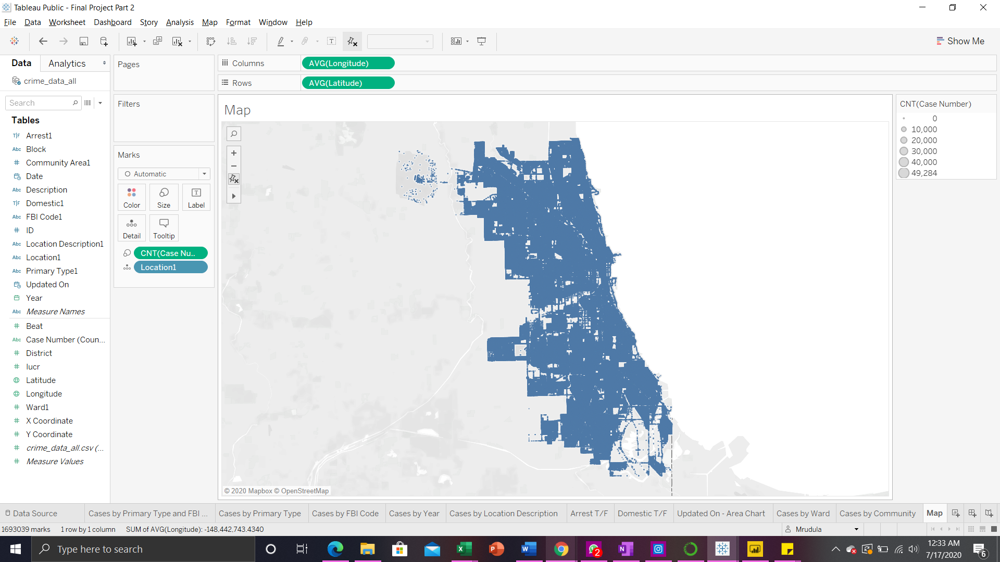 Tableau Public - Final Project Part 2
File Data Worksheet Dashboard Story Analysis Map Format Window Help
Show Me
Data Analytics
crime_data_all
Search
Tables
T|F Arrest1
Abc Block
# Community Area1
Date
Abc Description
T|F Domestic1
Abc FBI Code1
# ID
Abc Location Description1
Abc Location1
Abc Primary Type1
Updated On
Year
Abc Measure Names
# Beat
Abc Case Number (Coun...
# District
# Iucr
Latitude
Longitude
# Ward1
# X Coordinate
# Y Coordinate
# crime_data_all.csv (...
# Measure Values
Pages
Filters
Marks
Automatic
Color Size Label
Detail Tooltip
CNT(Case Nu..
Location1
Columns AVG(Longitude)
Rows AVG(Latitude)
Map
© 2020 Mapbox © OpenStreetMap
CNT(Case Number)
0
10,000
20,000
30,000
40,000
49,284
Data Source Cases by Primary Type and FBI ... Cases by Primary Type Cases by FBI Code Cases by Year Cases by Location Description Arrest T/F Domestic T/F Updated On - Area Chart Cases by Ward Cases by Community Map
1693039 marks 1 row by 1 column SUM of AVG(Longitude): -148,442,743.4340 Mrudula
Type here to search
2
12:33 AM
7/17/2020
6